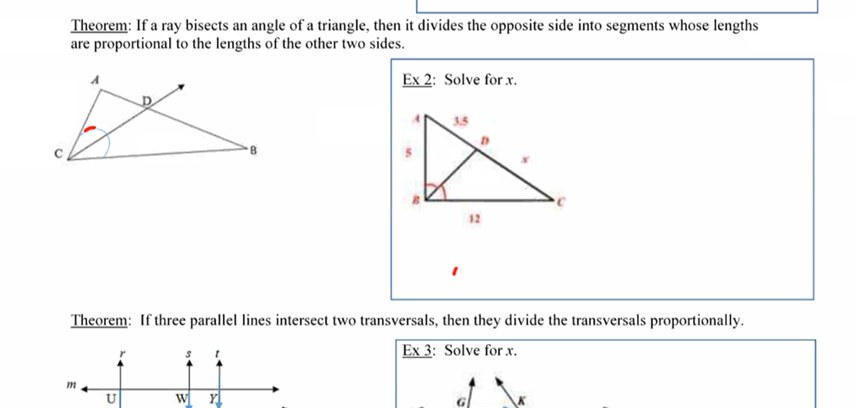 Theorem: If a ray bisects an angle of a triangle, then it divides the opposite side into segments whose lengths
are proportional to the lengths of the other two sides.
A
D
C
B
Ex 2: Solve for x.
A
3.5
D
5
x
B
C
12
Theorem: If three parallel lines intersect two transversals, then they divide the transversals proportionally.
r
s
t
m
U
W
Y
Ex 3: Solve for x.
G
K